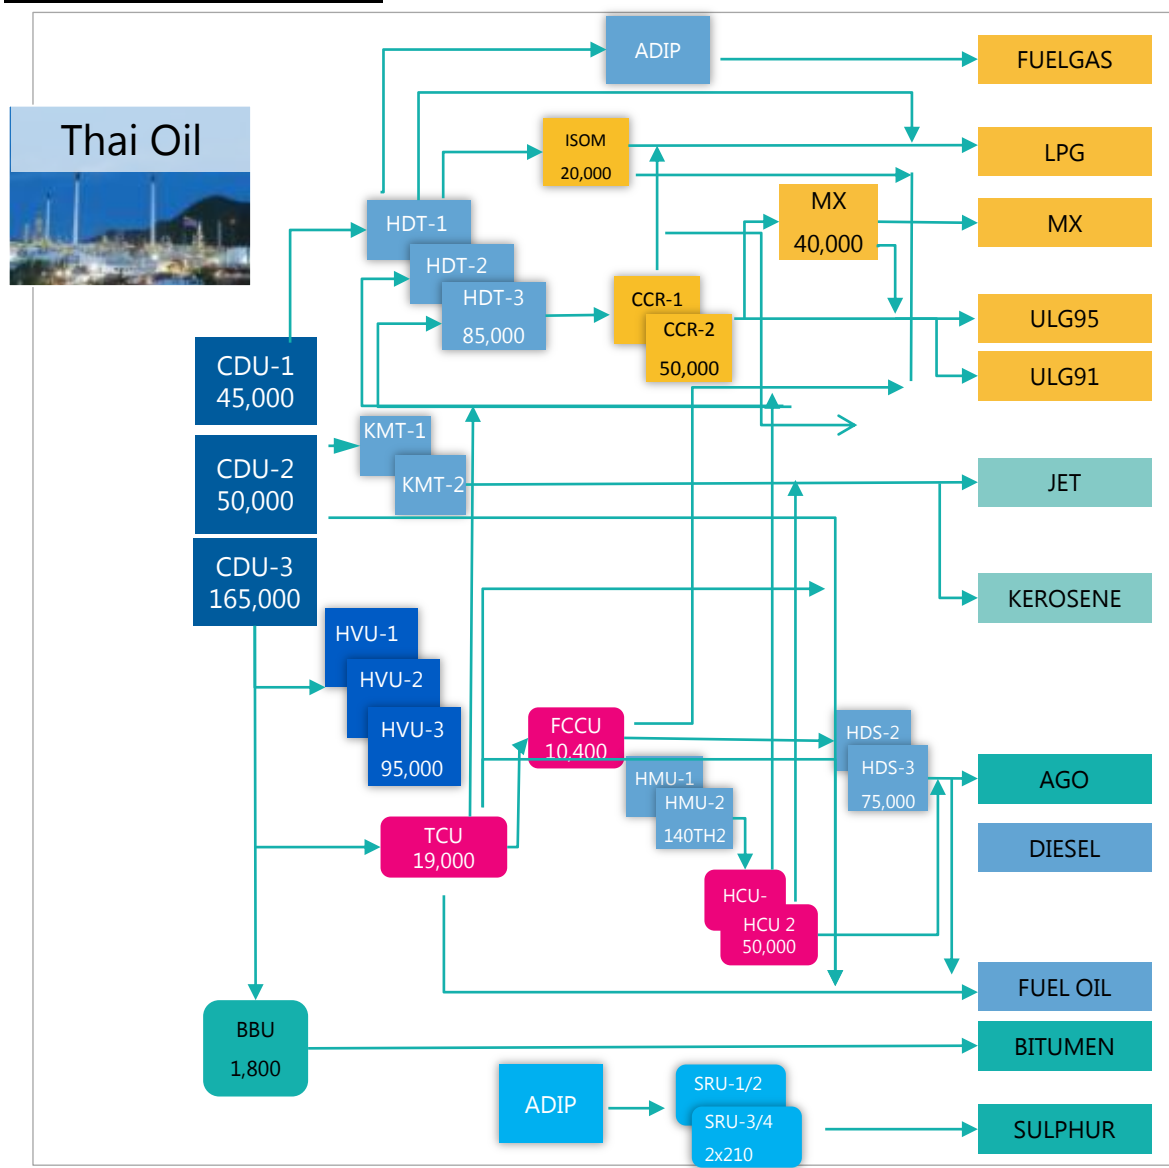 ADIP
FUELGAS
Thai Oil
ISOM
20,000
LPG
HDT-1
MX
40,000
MX
HDT-2
HDT-3
85,000
CCR-1
CCR-2
50,000
ULG95
ULG91
CDU-1
45,000
KMT-1
KMT-2
CDU-2
50,000
JET
CDU-3
165,000
KEROSENE
HVU-1
HVU-2
HVU-3
95,000
FCCU
10,400
HDS-2
HDS-3
75,000
HMU-1
HMU-2
140TH2
AGO
TCU
19,000
DIESEL
HCU-
HCU 2
50,000
FUEL OIL
BBU
1,800
BITUMEN
ADIP
SRU-1/2
SRU-3/4
2x210
SULPHUR